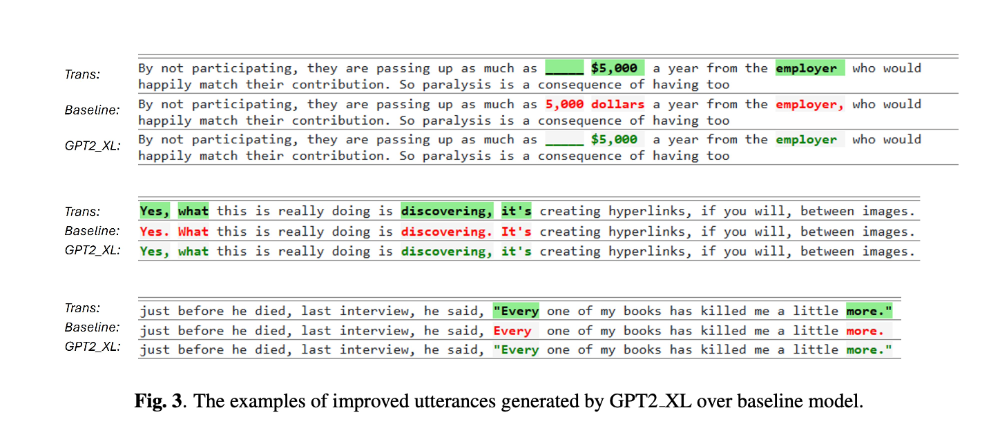 Trans: By not participating, they are passing up as much as _____ $5,000 a year from the employer who would
happily match their contribution. So paralysis is a consequence of having too
Baseline: By not participating, they are passing up as much as 5,000 dollars a year from the employer, who would
happily match their contribution. So paralysis is a consequence of having too
GPT2_XL: By not participating, they are passing up as much as _____ $5,000 a year from the employer who would
happily match their contribution. So paralysis is a consequence of having too
Trans: Yes, what this is really doing is discovering, it's creating hyperlinks, if you will, between images.
Baseline: Yes. What this is really doing is discovering. It's creating hyperlinks, if you will, between images.
GPT2_XL: Yes, what this is really doing is discovering, it's creating hyperlinks, if you will, between images.
Trans: just before he died, last interview, he said, "Every one of my books has killed me a little more."
Baseline: just before he died, last interview, he said, Every one of my books has killed me a little more.
GPT2_XL: just before he died, last interview, he said, "Every one of my books has killed me a little more."
Fig. 3. The examples of improved utterances generated by GPT2_XL over baseline model.